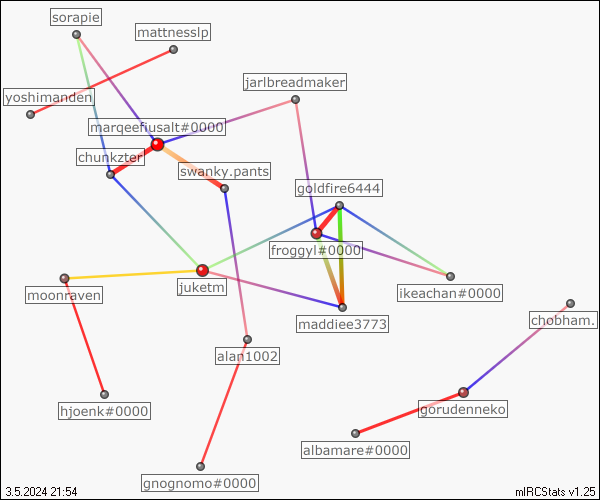 sorapie
mattnesslp
jarlbreadmaker
yoshimanden
marqeefiusalt#0000
chunkzter
swanky.pants
goldfire6444
froggyl#0000
juketm
moonraven
ikeachan#0000
maddiee3773
chobham.
alan1002
hjoenk#0000
gorudenneko
albamare#0000
gnognomo#0000
3.5.2024 21:54
mIRCStats v1.25